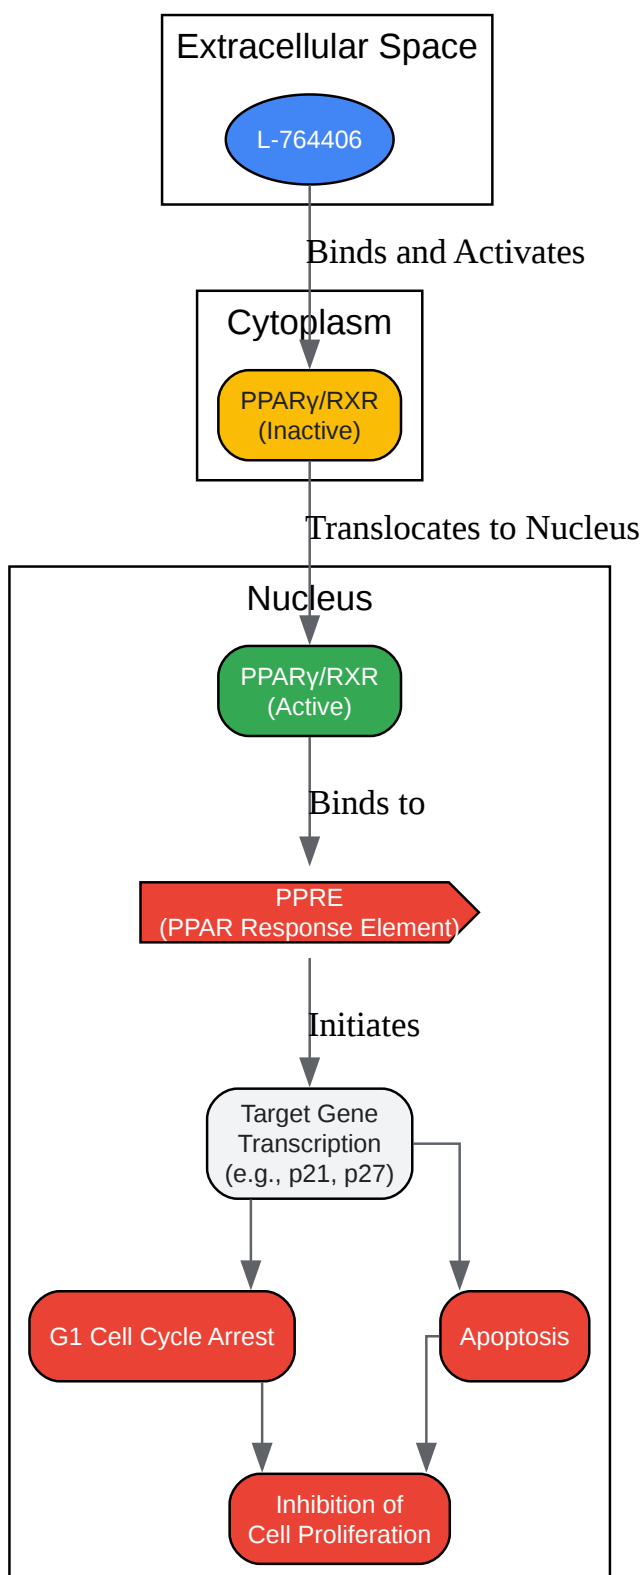 Extracellular Space
L-764406
Binds and Activates
Cytoplasm
PPARγ/RXR
(Inactive)
Translocates to Nucleus
Nucleus
PPARγ/RXR
(Active)
Binds to
PPRE
(PPAR Response Element)
Initiates
Target Gene
Transcription
(e.g., p21, p27)
G1 Cell Cycle Arrest
Apoptosis
Inhibition of
Cell Proliferation